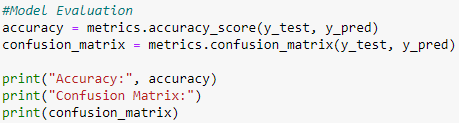 #Model Evaluation
accuracy = metrics.accuracy_score(y_test, y_pred)
confusion_matrix = metrics.confusion_matrix(y_test, y_pred)
print("Accuracy:", accuracy)
print("Confusion Matrix:")
print(confusion_matrix)